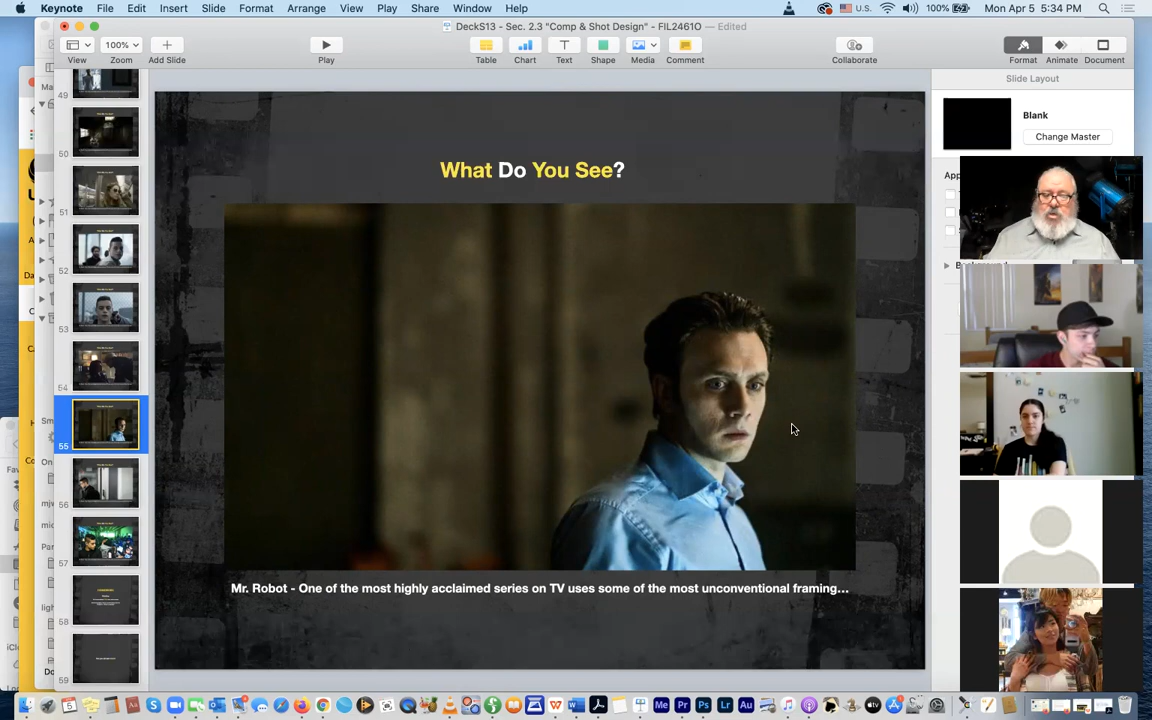 Keynote File Edit Insert Slide Format Arrange View Play Share Window Help
U.S. 100% Mon Apr 5 5:34 PM
DeckS13 - Sec. 2.3 "Comp & Shot Design" - FIL2461O — Edited
100%
View Zoom Add Slide Play Table Chart Text Shape Media Comment Collaborate Format Animate Document
Slide Layout
Blank
Change Master
49
50
51
52
53
54
55
56
57
58
59
What Do You See?
Mr. Robot - One of the most highly acclaimed series on TV uses some of the most unconventional framing...